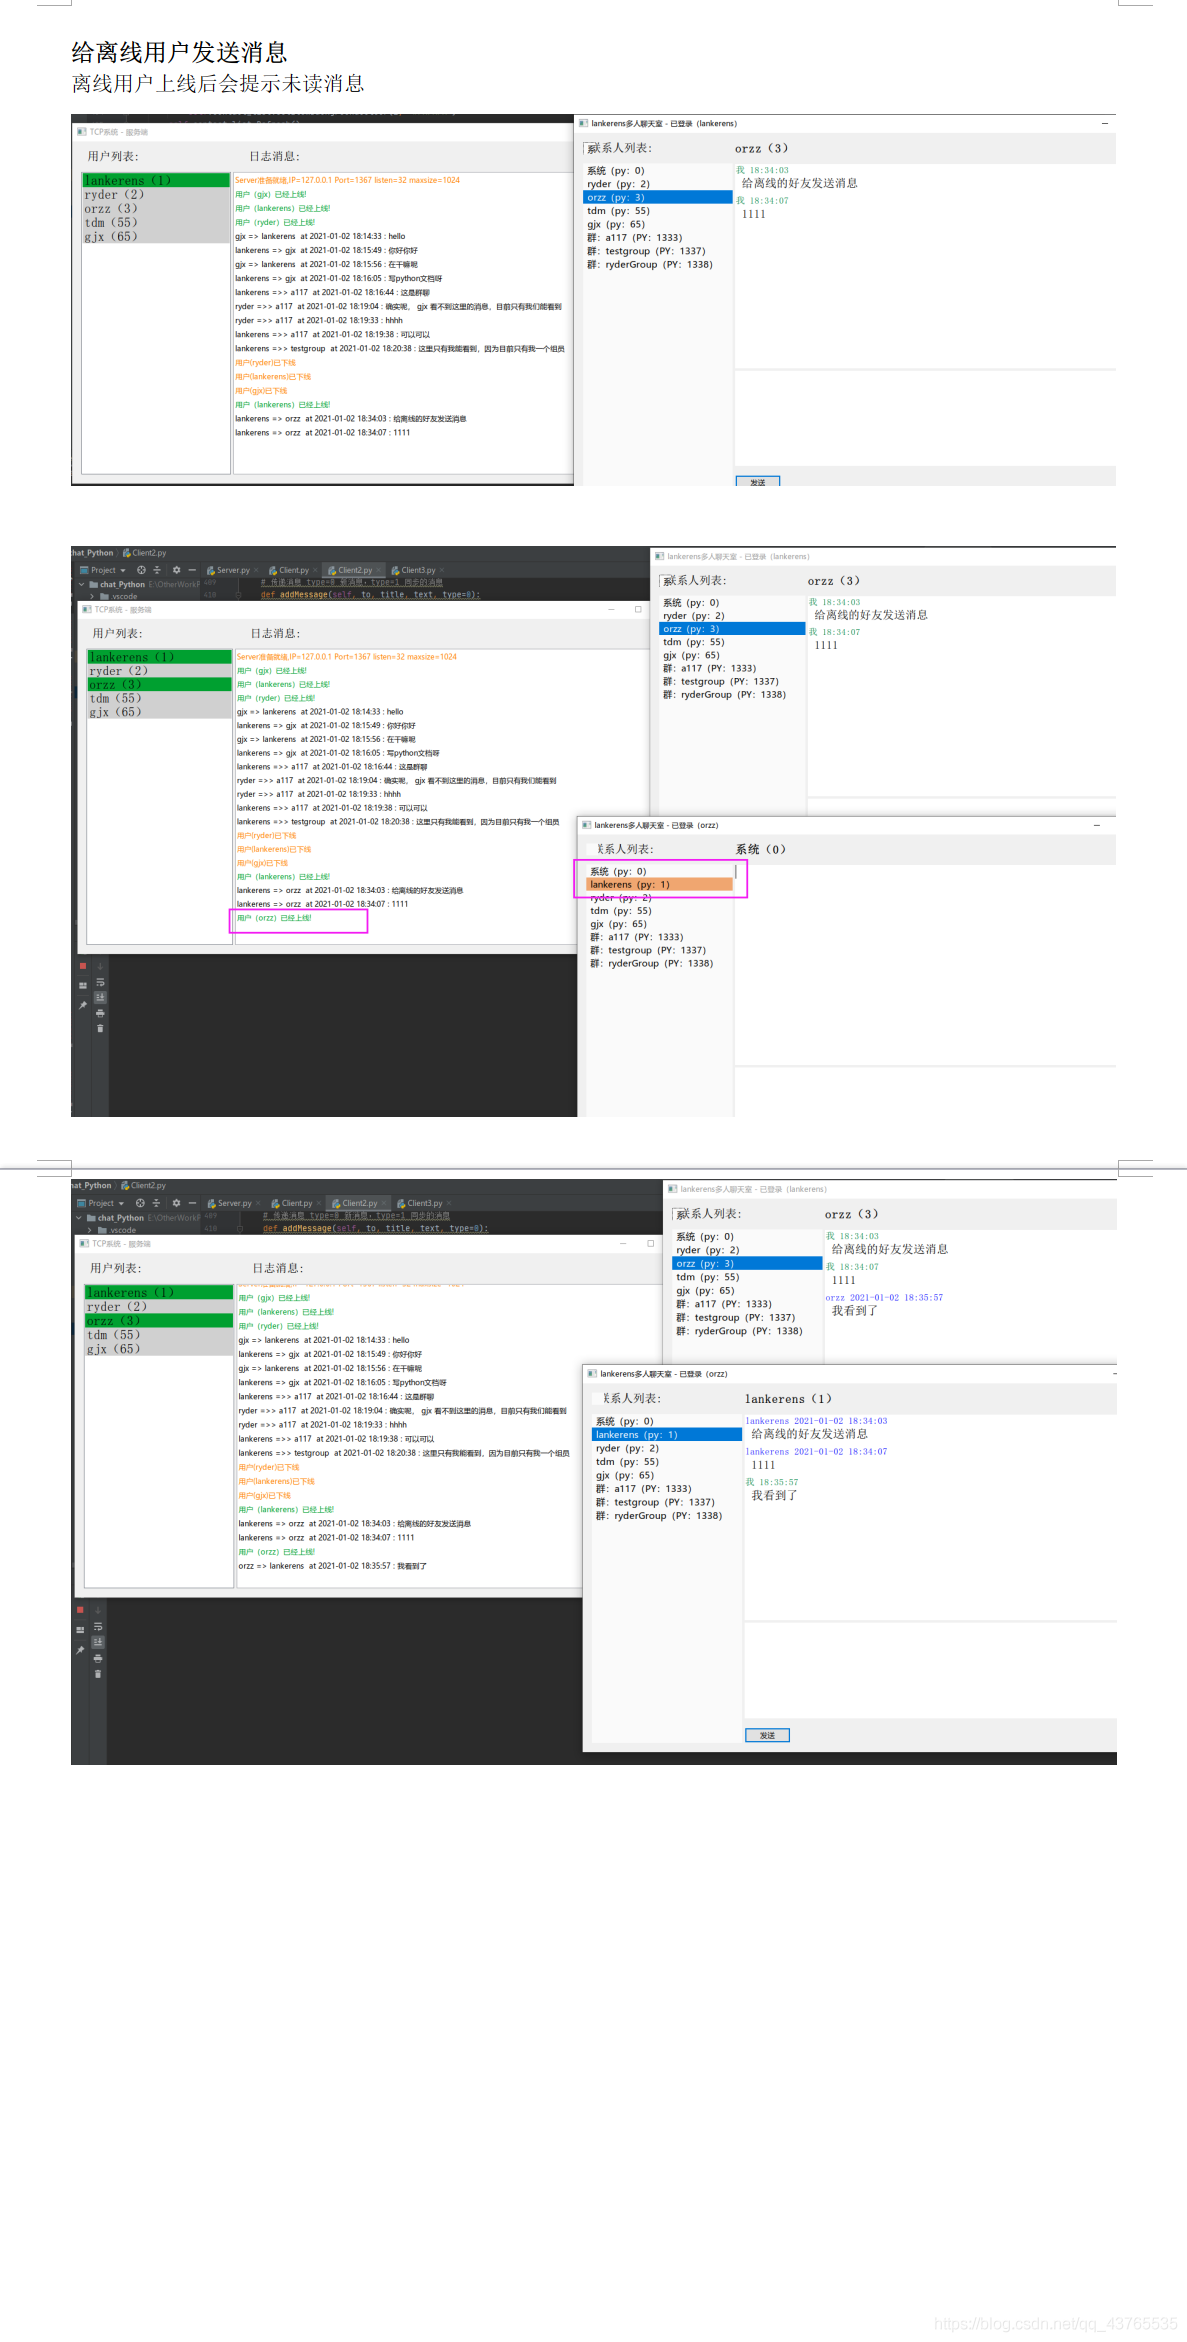 给离线用户发送消息
离线用户上线后会提示未读消息
TCP系统 - 服务端
用户列表:
日志消息:
lankerens (1)
ryder (2)
orzz (3)
tdm (55)
gjx (65)
Server准备就绪,IP=127.0.0.1 Port=1367 listen=32 maxsize=1024
用户 (gjx) 已经上线!
用户 (lankerens) 已经上线!
用户 (ryder) 已经上线!
gjx => lankerens at 2021-01-02 18:14:33 : hello
lankerens => gjx at 2021-01-02 18:15:49 : 你好你好
gjx => lankerens at 2021-01-02 18:15:56 : 在干嘛呢
lankerens => gjx at 2021-01-02 18:16:05 : 写python文档呀
lankerens =>> a117 at 2021-01-02 18:16:44 : 这是群聊
ryder =>> a117 at 2021-01-02 18:19:04 : 确实呢， gjx 看不到这里的消息，目前只有我们能看到
ryder =>> a117 at 2021-01-02 18:19:33 : hhhh
lankerens =>> a117 at 2021-01-02 18:19:38 : 可以可以
lankerens =>> testgroup at 2021-01-02 18:20:38 : 这里只有我能看到，因为目前只有我一个组员
用户(ryder)已下线
用户(lankerens)已下线
用户(gjx)已下线
用户 (lankerens) 已经上线!
lankerens => orzz at 2021-01-02 18:34:03 : 给离线的好友发送消息
lankerens => orzz at 2021-01-02 18:34:07 : 1111
lankerens多人聊天室 - 已登录 (lankerens)
联系人列表:
orzz (3)
系统 (py: 0)
ryder (py: 2)
orzz (py: 3)
tdm (py: 55)
gjx (py: 65)
群: a117 (PY: 1333)
群: testgroup (PY: 1337)
群: ryderGroup (PY: 1338)
我 18:34:03
给离线的好友发送消息
我 18:34:07
1111
发送
hat_Python
Client2.py
Project
Server.py
Client.py
Client2.py
Client3.py
chat_Python E:\OtherWorkP
.vscode
409
# 传递消息 type=0 新消息，type=1 同步的消息
410
def addMessage(self, to, title, text, type=0):
TCP系统 - 服务端
用户列表:
日志消息:
lankerens (1)
ryder (2)
orzz (3)
tdm (55)
gjx (65)
Server准备就绪,IP=127.0.0.1 Port=1367 listen=32 maxsize=1024
用户 (gjx) 已经上线!
用户 (lankerens) 已经上线!
用户 (ryder) 已经上线!
gjx => lankerens at 2021-01-02 18:14:33 : hello
lankerens => gjx at 2021-01-02 18:15:49 : 你好你好
gjx => lankerens at 2021-01-02 18:15:56 : 在干嘛呢
lankerens => gjx at 2021-01-02 18:16:05 : 写python文档呀
lankerens =>> a117 at 2021-01-02 18:16:44 : 这是群聊
ryder =>> a117 at 2021-01-02 18:19:04 : 确实呢， gjx 看不到这里的消息，目前只有我们能看到
ryder =>> a117 at 2021-01-02 18:19:33 : hhhh
lankerens =>> a117 at 2021-01-02 18:19:38 : 可以可以
lankerens =>> testgroup at 2021-01-02 18:20:38 : 这里只有我能看到，因为目前只有我一个组员
用户(ryder)已下线
用户(lankerens)已下线
用户(gjx)已下线
用户 (lankerens) 已经上线!
lankerens => orzz at 2021-01-02 18:34:03 : 给离线的好友发送消息
lankerens => orzz at 2021-01-02 18:34:07 : 1111
用户 (orzz) 已经上线!
lankerens多人聊天室 - 已登录 (lankerens)
联系人列表:
orzz (3)
系统 (py: 0)
ryder (py: 2)
orzz (py: 3)
tdm (py: 55)
gjx (py: 65)
群: a117 (PY: 1333)
群: testgroup (PY: 1337)
群: ryderGroup (PY: 1338)
我 18:34:03
给离线的好友发送消息
我 18:34:07
1111
lankerens多人聊天室 - 已登录 (orzz)
联系人列表:
系统 (0)
系统 (py: 0)
lankerens (py: 1)
ryder (py: 2)
tdm (py: 55)
gjx (py: 65)
群: a117 (PY: 1333)
群: testgroup (PY: 1337)
群: ryderGroup (PY: 1338)
hat_Python
Client2.py
Project
Server.py
Client.py
Client2.py
Client3.py
chat_Python E:\OtherWorkP
.vscode
409
# 传递消息 type=0 新消息，type=1 同步的消息
410
def addMessage(self, to, title, text, type=0):
TCP系统 - 服务端
用户列表:
日志消息:
lankerens (1)
ryder (2)
orzz (3)
tdm (55)
gjx (65)
用户 (gjx) 已经上线!
用户 (lankerens) 已经上线!
用户 (ryder) 已经上线!
gjx => lankerens at 2021-01-02 18:14:33 : hello
lankerens => gjx at 2021-01-02 18:15:49 : 你好你好
gjx => lankerens at 2021-01-02 18:15:56 : 在干嘛呢
lankerens => gjx at 2021-01-02 18:16:05 : 写python文档呀
lankerens =>> a117 at 2021-01-02 18:16:44 : 这是群聊
ryder =>> a117 at 2021-01-02 18:19:04 : 确实呢， gjx 看不到这里的消息，目前只有我们能看到
ryder =>> a117 at 2021-01-02 18:19:33 : hhhh
lankerens =>> a117 at 2021-01-02 18:19:38 : 可以可以
lankerens =>> testgroup at 2021-01-02 18:20:38 : 这里只有我能看到，因为目前只有我一个组员
用户(ryder)已下线
用户(lankerens)已下线
用户(gjx)已下线
用户 (lankerens) 已经上线!
lankerens => orzz at 2021-01-02 18:34:03 : 给离线的好友发送消息
lankerens => orzz at 2021-01-02 18:34:07 : 1111
用户 (orzz) 已经上线!
orzz => lankerens at 2021-01-02 18:35:57 : 我看到了
lankerens多人聊天室 - 已登录 (lankerens)
联系人列表:
orzz (3)
系统 (py: 0)
ryder (py: 2)
orzz (py: 3)
tdm (py: 55)
gjx (py: 65)
群: a117 (PY: 1333)
群: testgroup (PY: 1337)
群: ryderGroup (PY: 1338)
我 18:34:03
给离线的好友发送消息
我 18:34:07
1111
orzz 2021-01-02 18:35:57
我看到了
lankerens多人聊天室 - 已登录 (orzz)
联系人列表:
lankerens (1)
系统 (py: 0)
lankerens (py: 1)
ryder (py: 2)
tdm (py: 55)
gjx (py: 65)
群: a117 (PY: 1333)
群: testgroup (PY: 1337)
群: ryderGroup (PY: 1338)
lankerens 2021-01-02 18:34:03
给离线的好友发送消息
lankerens 2021-01-02 18:34:07
1111
我 18:35:57
我看到了
发送
https://blog.csdn.net/qq_43765535